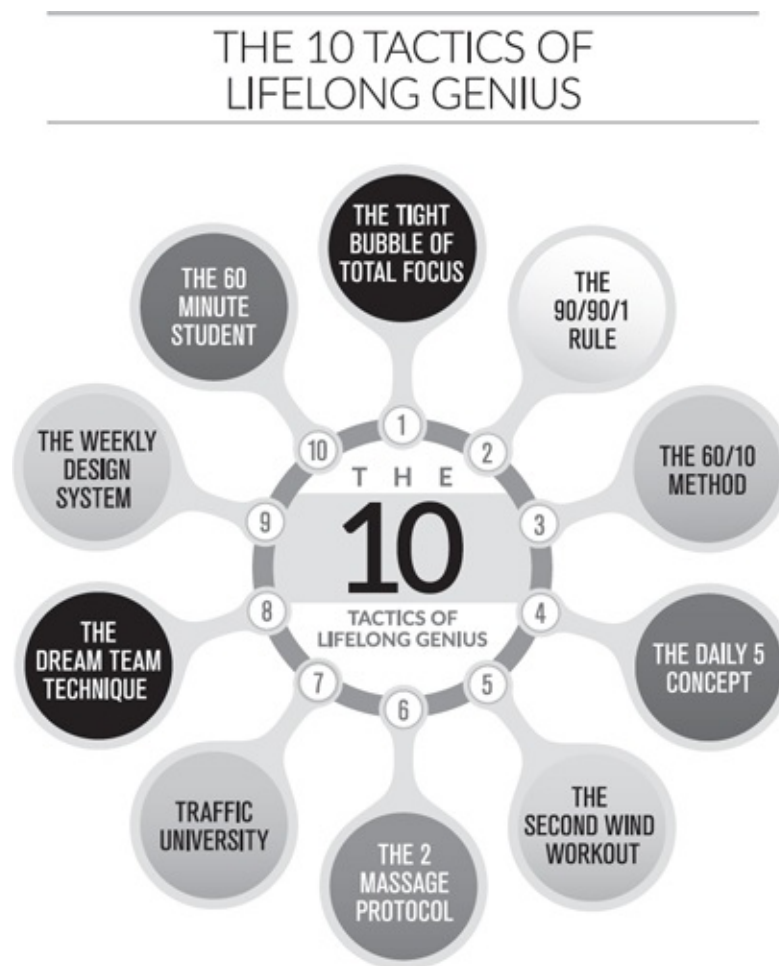 THE 10 TACTICS OF
LIFELONG GENIUS
THE TIGHT
BUBBLE OF
TOTAL FOCUS
THE
90/90/1
RULE
THE 60/10
METHOD
THE DAILY 5
CONCEPT
THE
SECOND WIND
WORKOUT
THE 2
MASSAGE
PROTOCOL
TRAFFIC
UNIVERSITY
THE
DREAM TEAM
TECHNIQUE
THE WEEKLY
DESIGN
SYSTEM
THE 60
MINUTE
STUDENT
1
2
3
4
5
6
7
8
9
10
THE
10
TACTICS OF
LIFELONG GENIUS